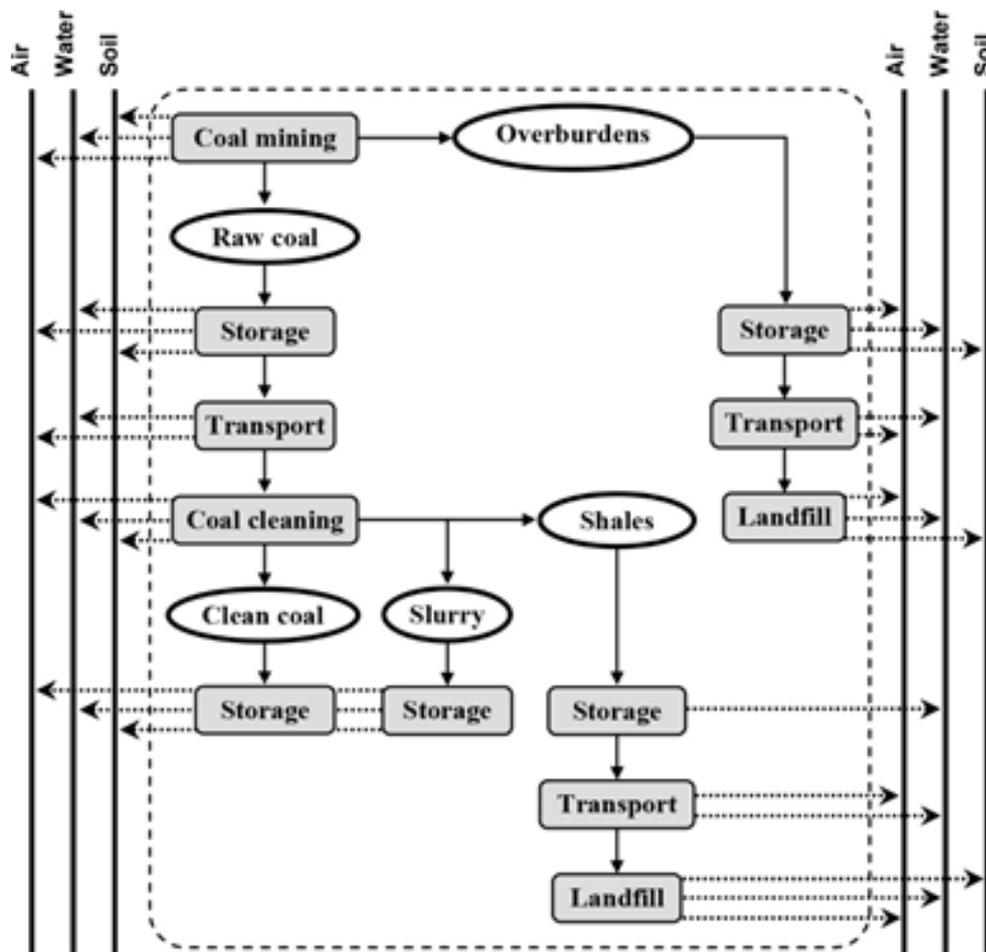 Air
Water
Soil
Air
Water
Soil
Coal mining
Overburdens
Raw coal
Storage
Storage
Transport
Transport
Coal cleaning
Shales
Landfill
Clean coal
Slurry
Storage
Storage
Storage
Transport
Landfill